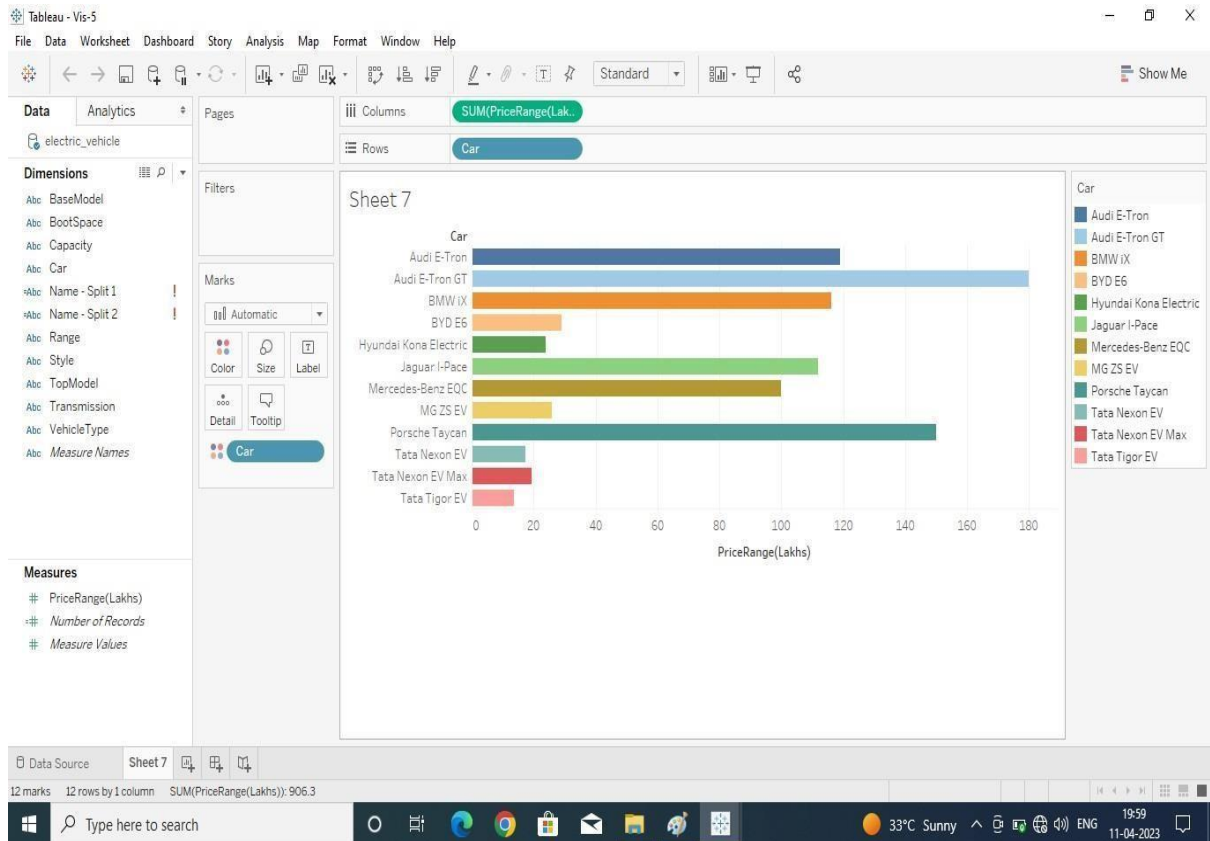 Tableau - Vis-5
File Data Worksheet Dashboard Story Analysis Map Format Window Help
Standard
Show Me
Data Analytics
electric_vehicle
Dimensions
Abc BaseModel
Abc BootSpace
Abc Capacity
Abc Car
=Abc Name - Split 1 !
=Abc Name - Split 2 !
Abc Range
Abc Style
Abc TopModel
Abc Transmission
Abc VehicleType
Abc Measure Names
Measures
# PriceRange(Lakhs)
=# Number of Records
# Measure Values
Pages
Filters
Marks
Automatic
Color Size Label
Detail Tooltip
Car
Columns SUM(PriceRange(Lak..
Rows Car
Sheet 7
Car
Audi E-Tron
Audi E-Tron GT
BMW iX
BYD E6
Hyundai Kona Electric
Jaguar I-Pace
Mercedes-Benz EQC
MG ZS EV
Porsche Taycan
Tata Nexon EV
Tata Nexon EV Max
Tata Tigor EV
0 20 40 60 80 100 120 140 160 180
PriceRange(Lakhs)
Car
Audi E-Tron
Audi E-Tron GT
BMW iX
BYD E6
Hyundai Kona Electric
Jaguar I-Pace
Mercedes-Benz EQC
MG ZS EV
Porsche Taycan
Tata Nexon EV
Tata Nexon EV Max
Tata Tigor EV
Data Source Sheet 7
12 marks 12 rows by 1 column SUM(PriceRange(Lakhs)): 906.3
Type here to search
33°C Sunny ENG 19:59
11-04-2023